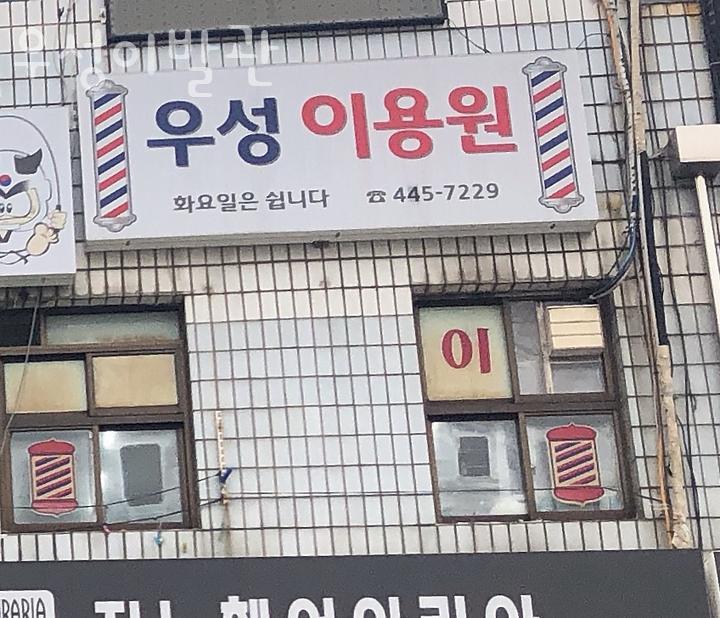 우성이발관
우성 이용원
화요일은 쉽니다 ☎445-7229
이